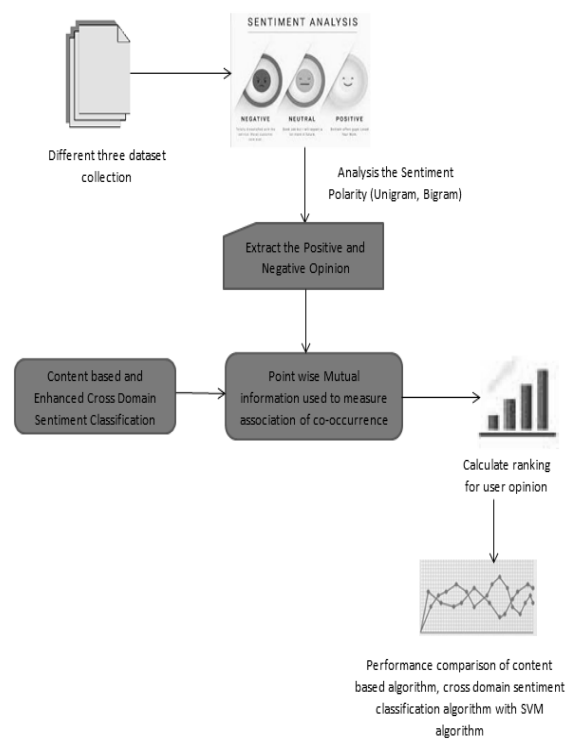 SENTIMENT ANALYSIS
NEGATIVE
NEUTRAL
POSITIVE
Different three dataset
collection
Analysis the Sentiment
Polarity (Unigram, Bigram)
Extract the Positive and
Negative Opinion
Content based and
Enhanced Cross Domain
Sentiment Classification
Point wise Mutual
information used to measure
association of co-occurrence
Calculate ranking
for user opinion
Performance comparison of content
based algorithm, cross domain sentiment
classification algorithm with SVM
algorithm